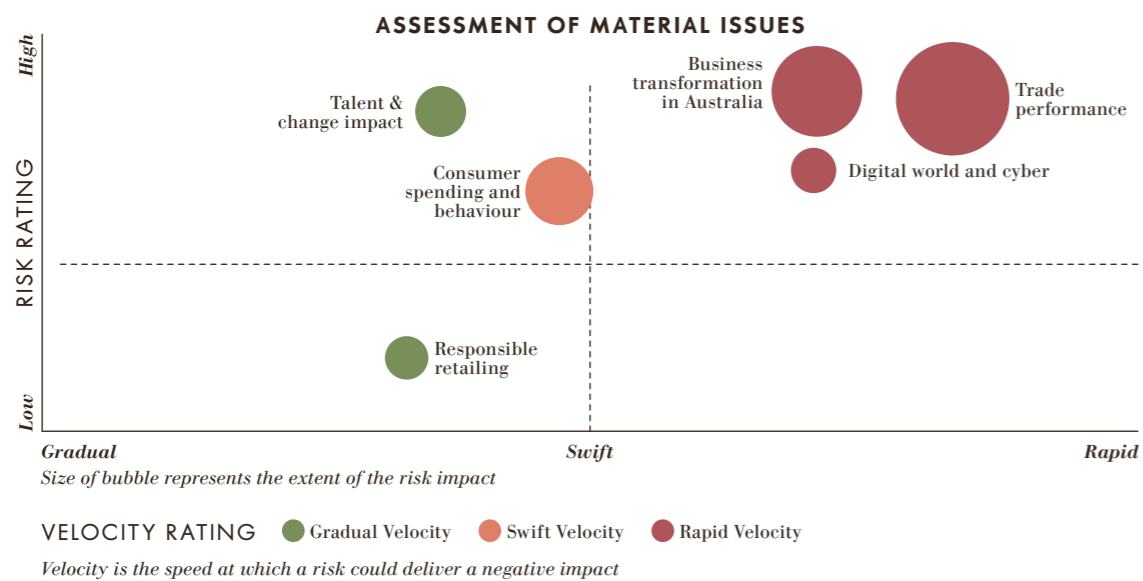 ASSESSMENT OF MATERIAL ISSUES
High
RISK RATING
Low
Talent &
change impact
Consumer
spending and
behaviour
Business
transformation
in Australia
Trade
performance
Digital world and cyber
Responsible
retailing
Gradual
Swift
Rapid
Size of bubble represents the extent of the risk impact
VELOCITY RATING
Gradual Velocity
Swift Velocity
Rapid Velocity
Velocity is the speed at which a risk could deliver a negative impact